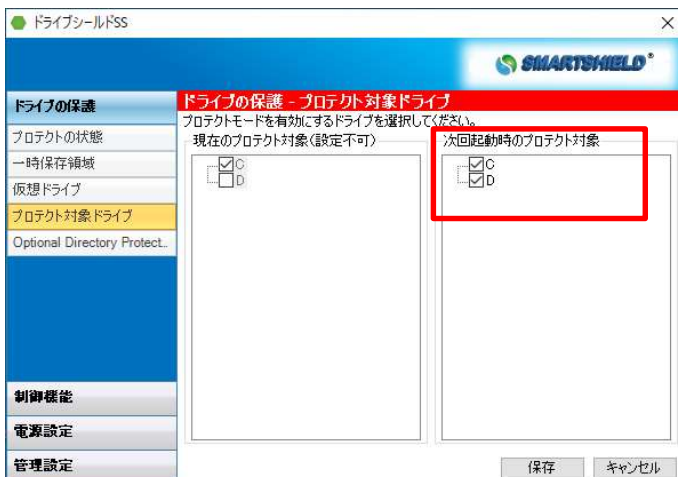 ドライブシールドSS
SMARTSHIELD®
ドライブの保護
プロテクトの状態
一時保存領域
仮想ドライブ
プロテクト対象ドライブ
Optional Directory Protect..
制御機能
電源設定
管理設定
ドライブの保護 - プロテクト対象ドライブ
プロテクトモードを有効にするドライブを選択してください。
現在のプロテクト対象(設定不可)
C
D
次回起動時のプロテクト対象
C
D
保存
キャンセル